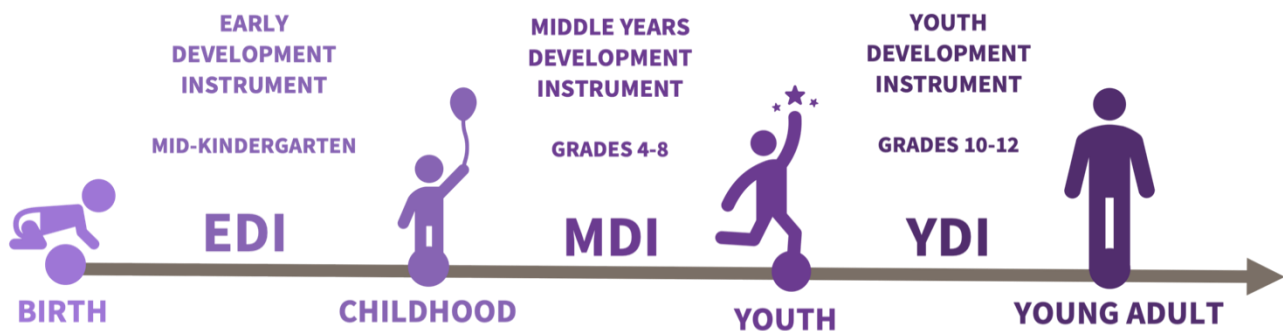 EARLY
DEVELOPMENT
INSTRUMENT
MID-KINDERGARTEN
EDI
MIDDLE YEARS
DEVELOPMENT
INSTRUMENT
GRADES 4-8
MDI
YOUTH
DEVELOPMENT
INSTRUMENT
GRADES 10-12
YDI
BIRTH
CHILDHOOD
YOUTH
YOUNG ADULT